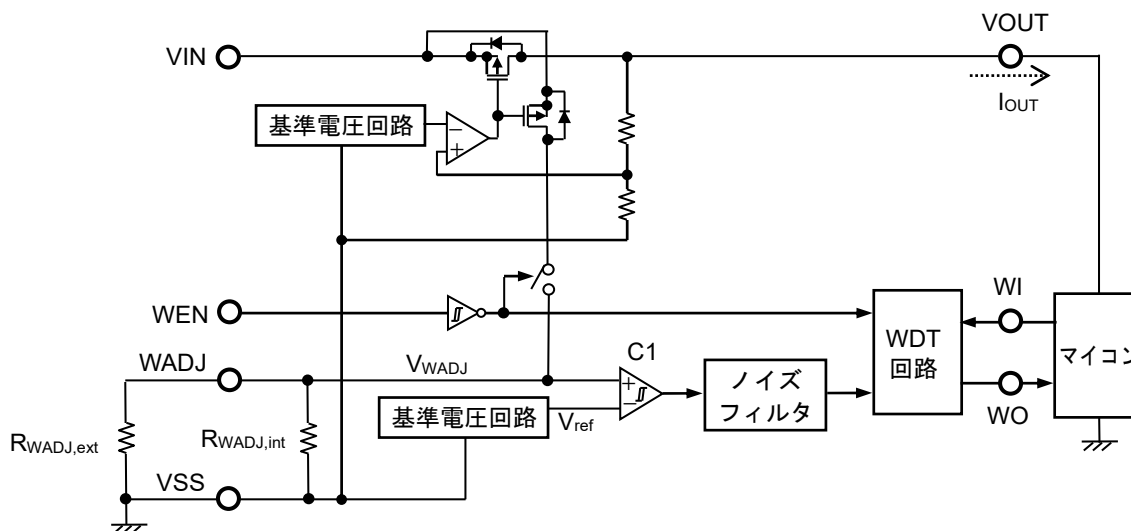 VOUT
VIN
IOUT
基準電圧回路
−
+
WEN
WI
WDT
回路
マイコン
WADJ
VWADJ
C1
+
−
ノイズ
フィルタ
WO
基準電圧回路
Vref
RWADJ,ext
RWADJ,int
VSS